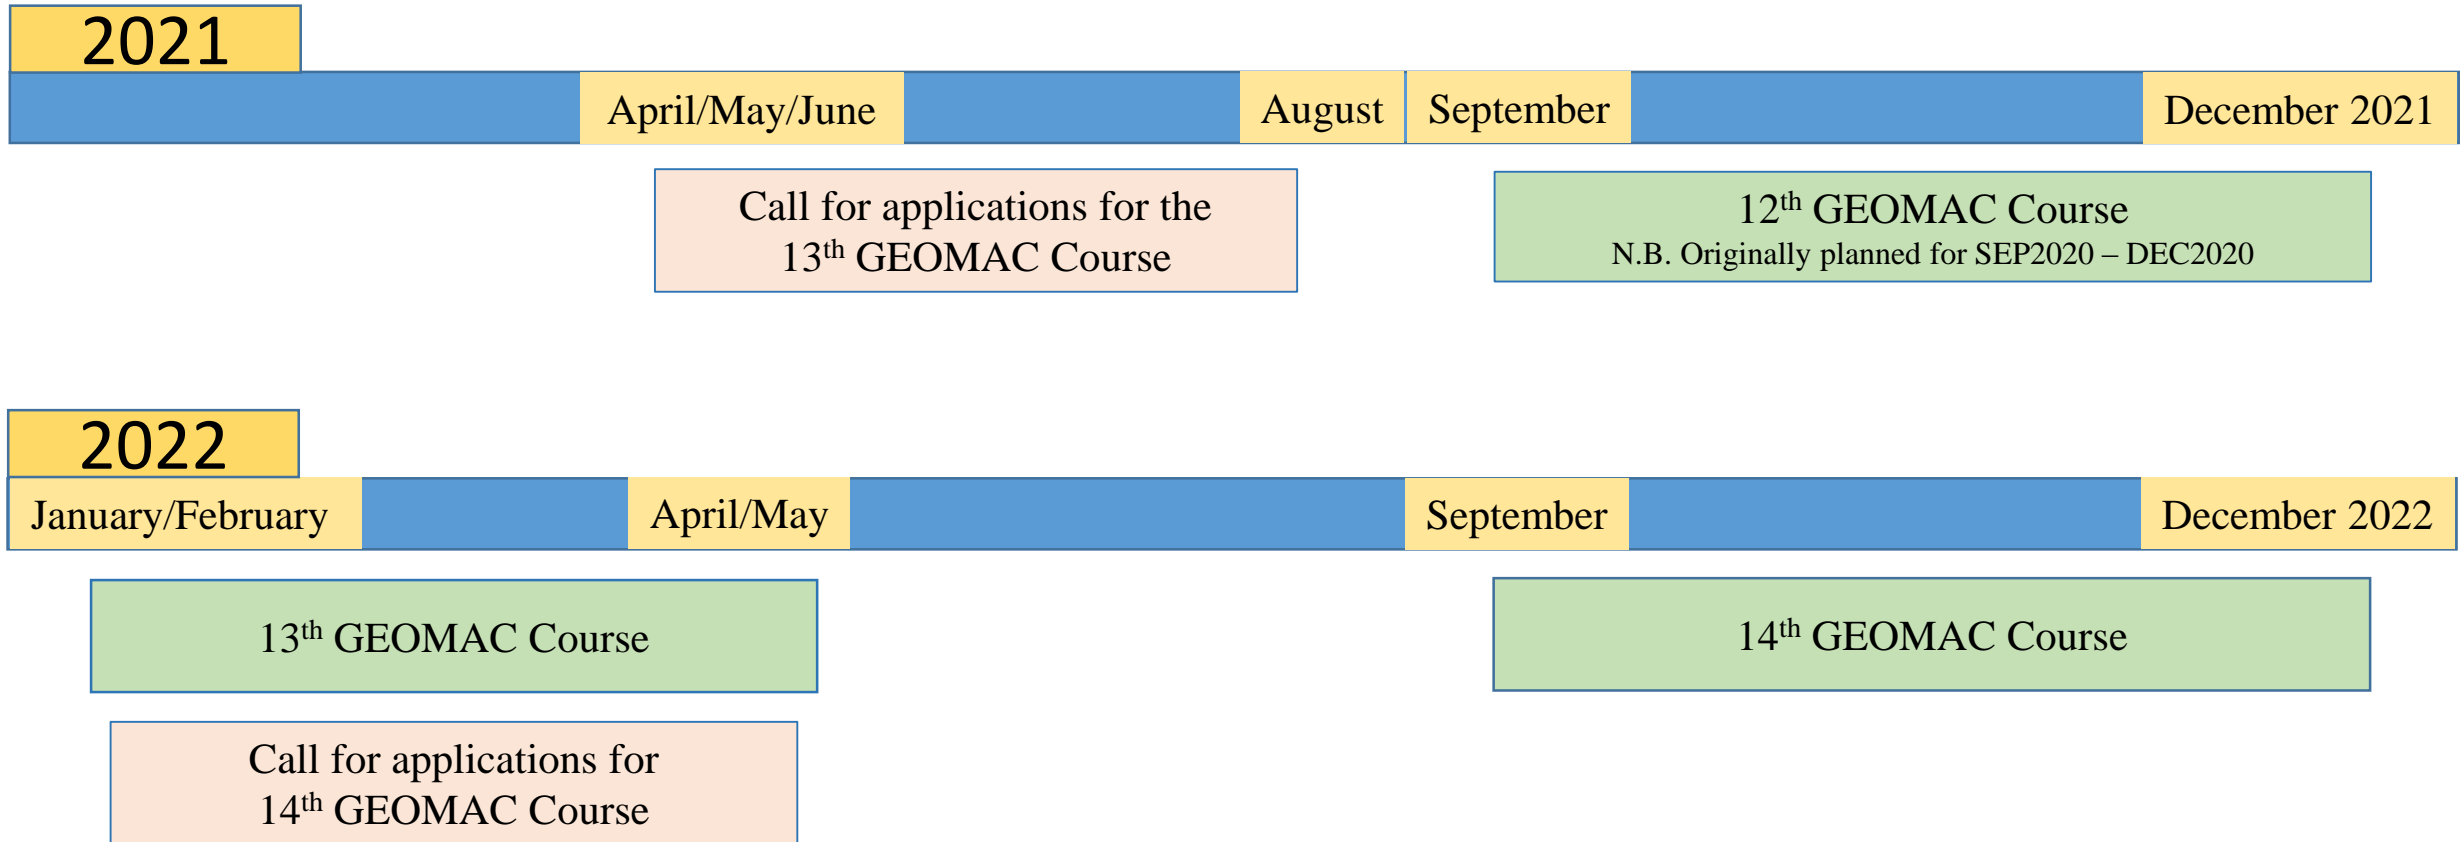 2021
April/May/June
August
September
December 2021
Call for applications for the
13th GEOMAC Course
12th GEOMAC Course
N.B. Originally planned for SEP2020 – DEC2020
2022
January/February
April/May
September
December 2022
13th GEOMAC Course
14th GEOMAC Course
Call for applications for
14th GEOMAC Course